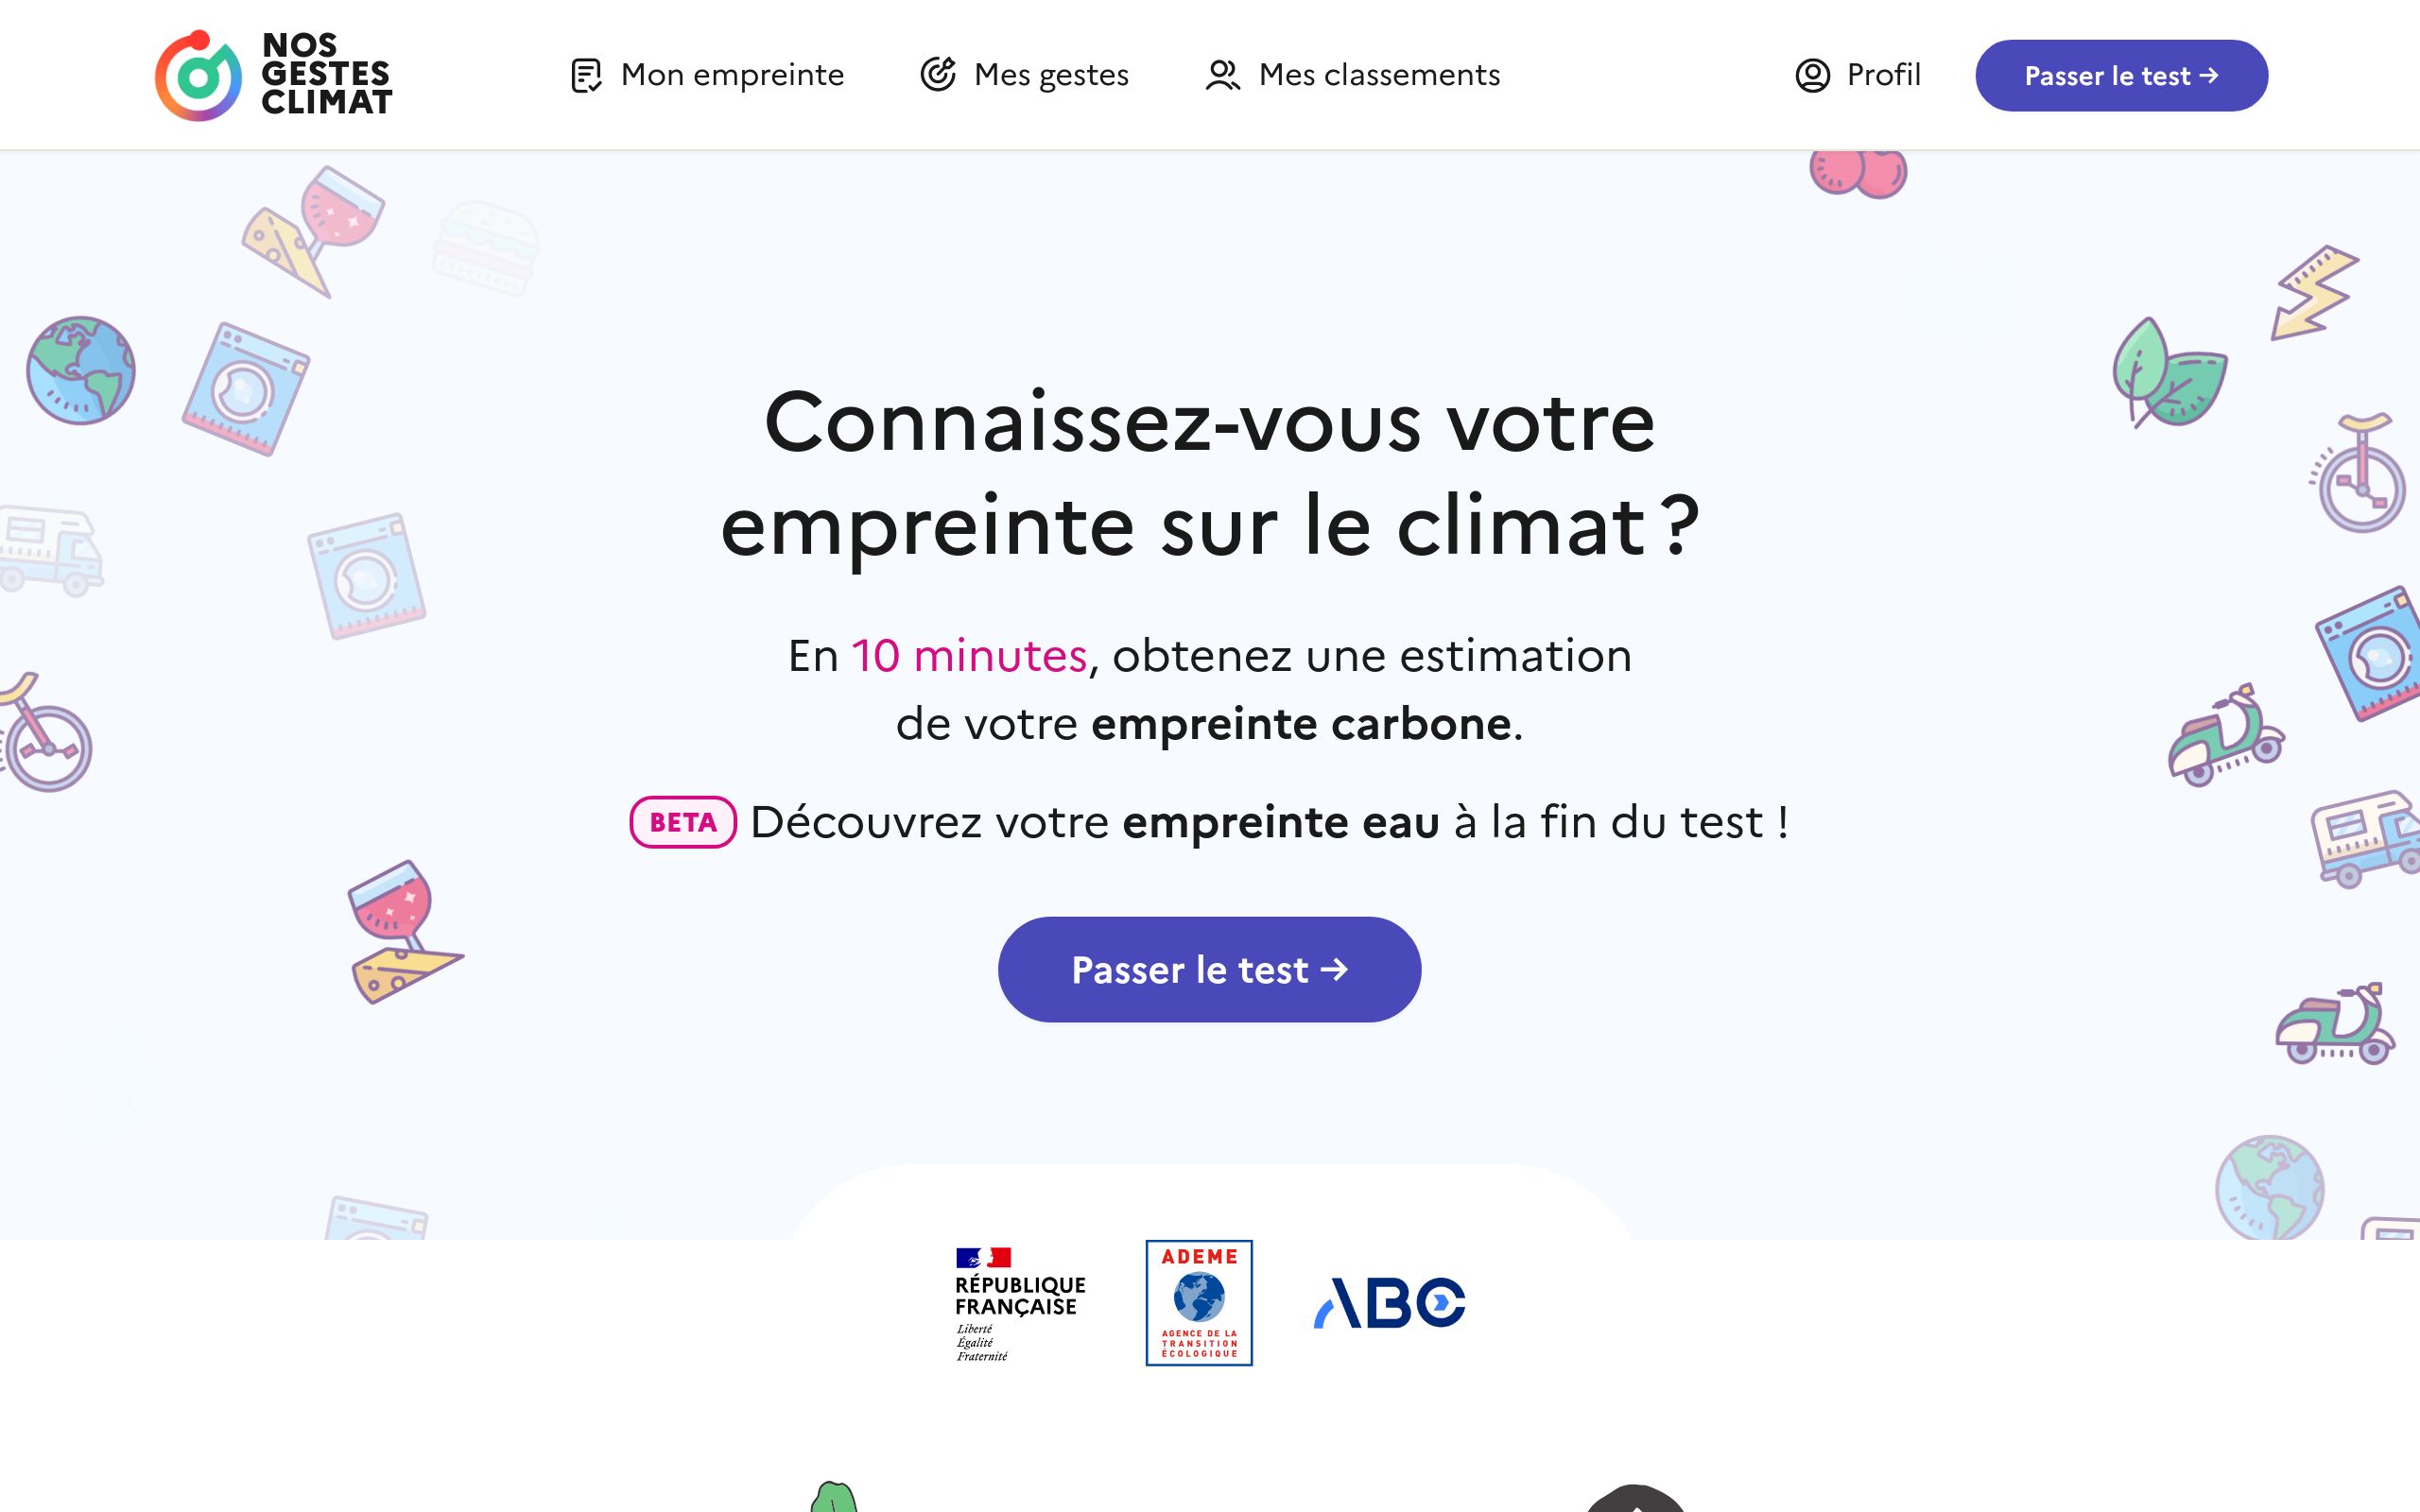 NOS
GESTES
CLIMAT
Mon empreinte
Mes gestes
Mes classements
Profil
Passer le test →
Connaissez-vous votre
empreinte sur le climat ?
En 10 minutes, obtenez une estimation
de votre empreinte carbone.
BETA Découvrez votre empreinte eau à la fin du test !
Passer le test →
RÉPUBLIQUE
FRANÇAISE
Liberté
Égalité
Fraternité
ADEME
AGENCE DE LA
TRANSITION
ÉCOLOGIQUE
ABC